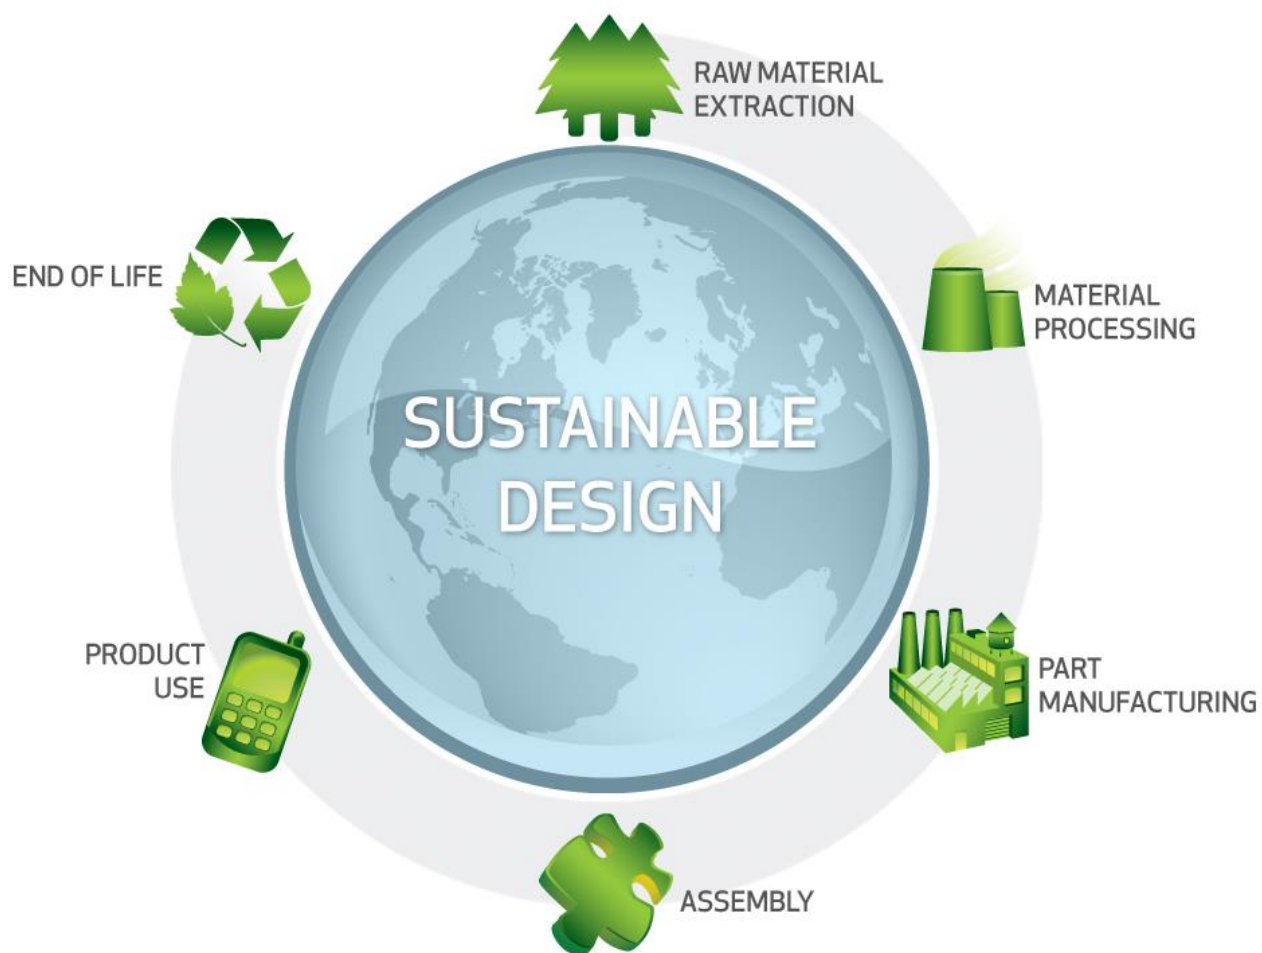 RAW MATERIAL
EXTRACTION
MATERIAL
PROCESSING
PART
MANUFACTURING
ASSEMBLY
PRODUCT
USE
END OF LIFE
SUSTAINABLE
DESIGN